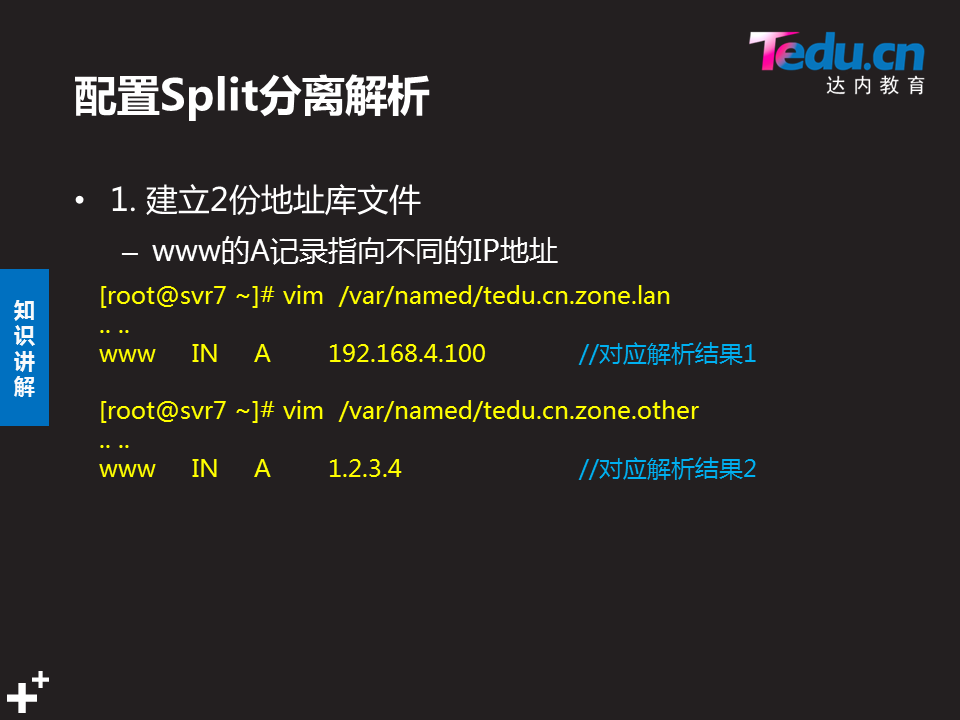 Tedu.cn
达内教育
配置Split分离解析
• 1. 建立2份地址库文件
– www的A记录指向不同的IP地址
[root@svr7 ~]# vim /var/named/tedu.cn.zone.lan
.. ..
www IN A 192.168.4.100 //对应解析结果1
[root@svr7 ~]# vim /var/named/tedu.cn.zone.other
.. ..
www IN A 1.2.3.4 //对应解析结果2
知识讲解